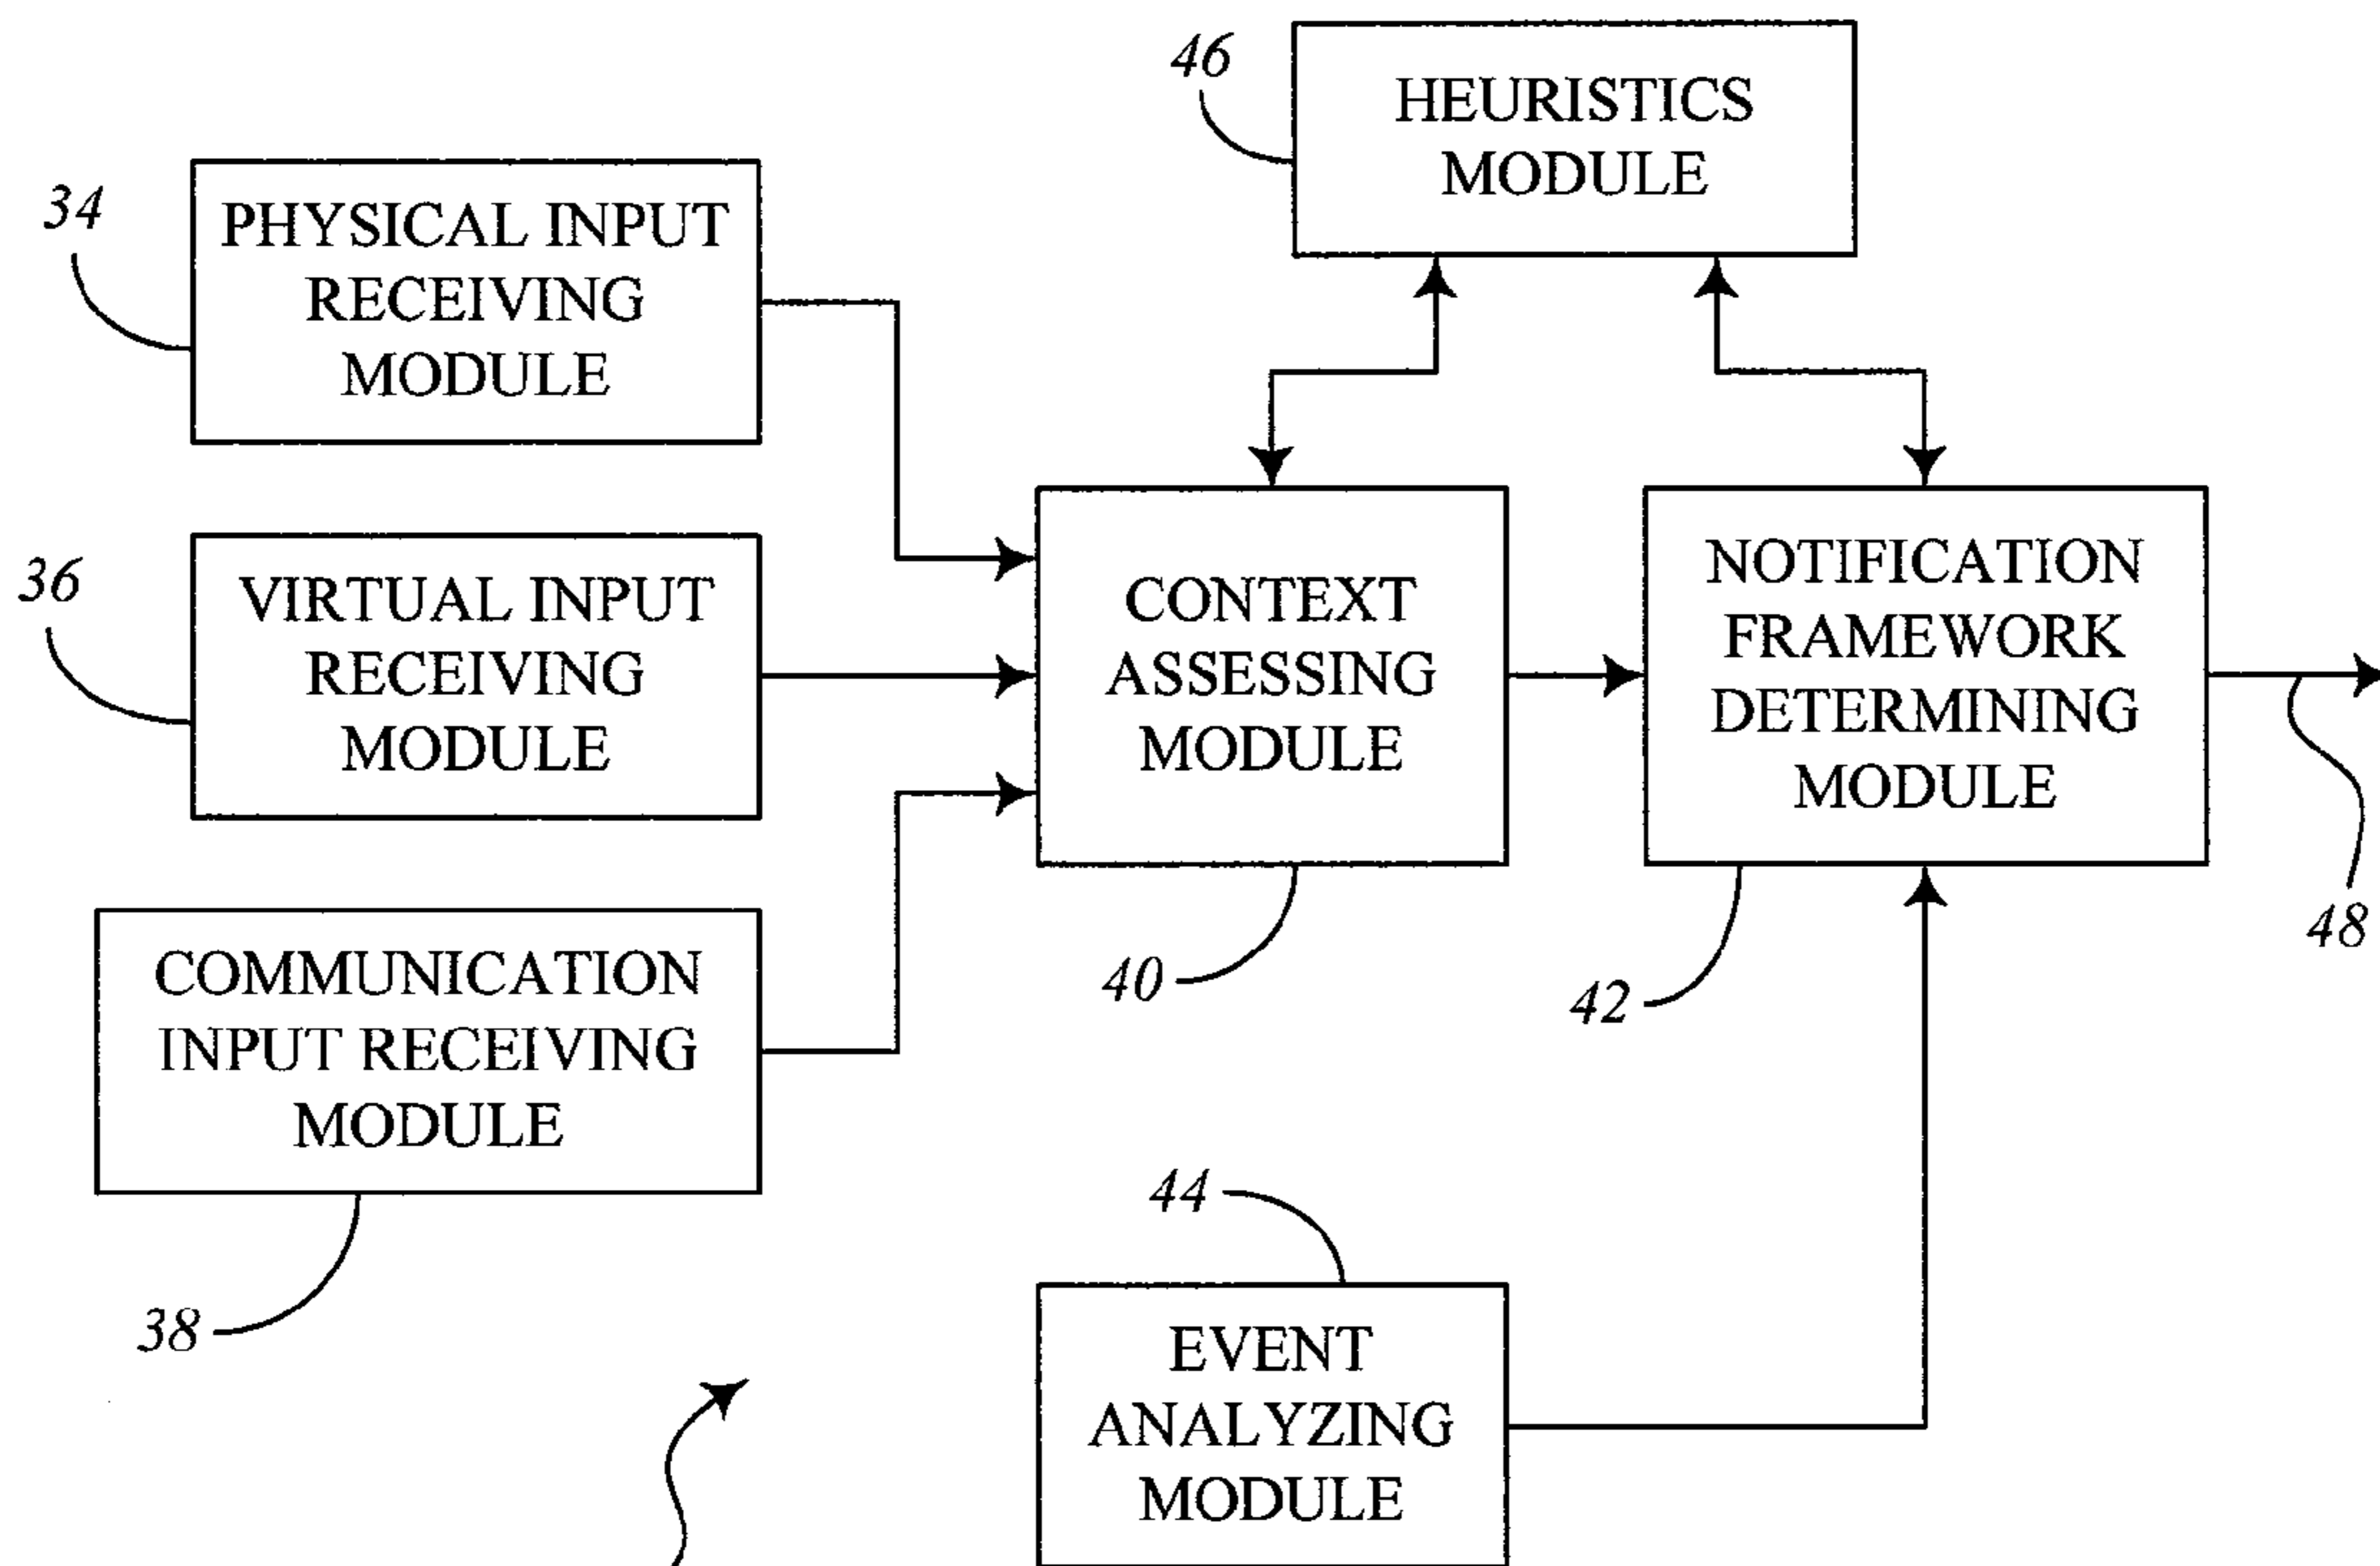 46
HEURISTICS
MODULE
34
PHYSICAL INPUT
RECEIVING
MODULE
36
VIRTUAL INPUT
RECEIVING
MODULE
CONTEXT
ASSESSING
MODULE
NOTIFICATION
FRAMEWORK
DETERMINING
MODULE
48
40
42
COMMUNICATION
INPUT RECEIVING
MODULE
38
44
EVENT
ANALYZING
MODULE